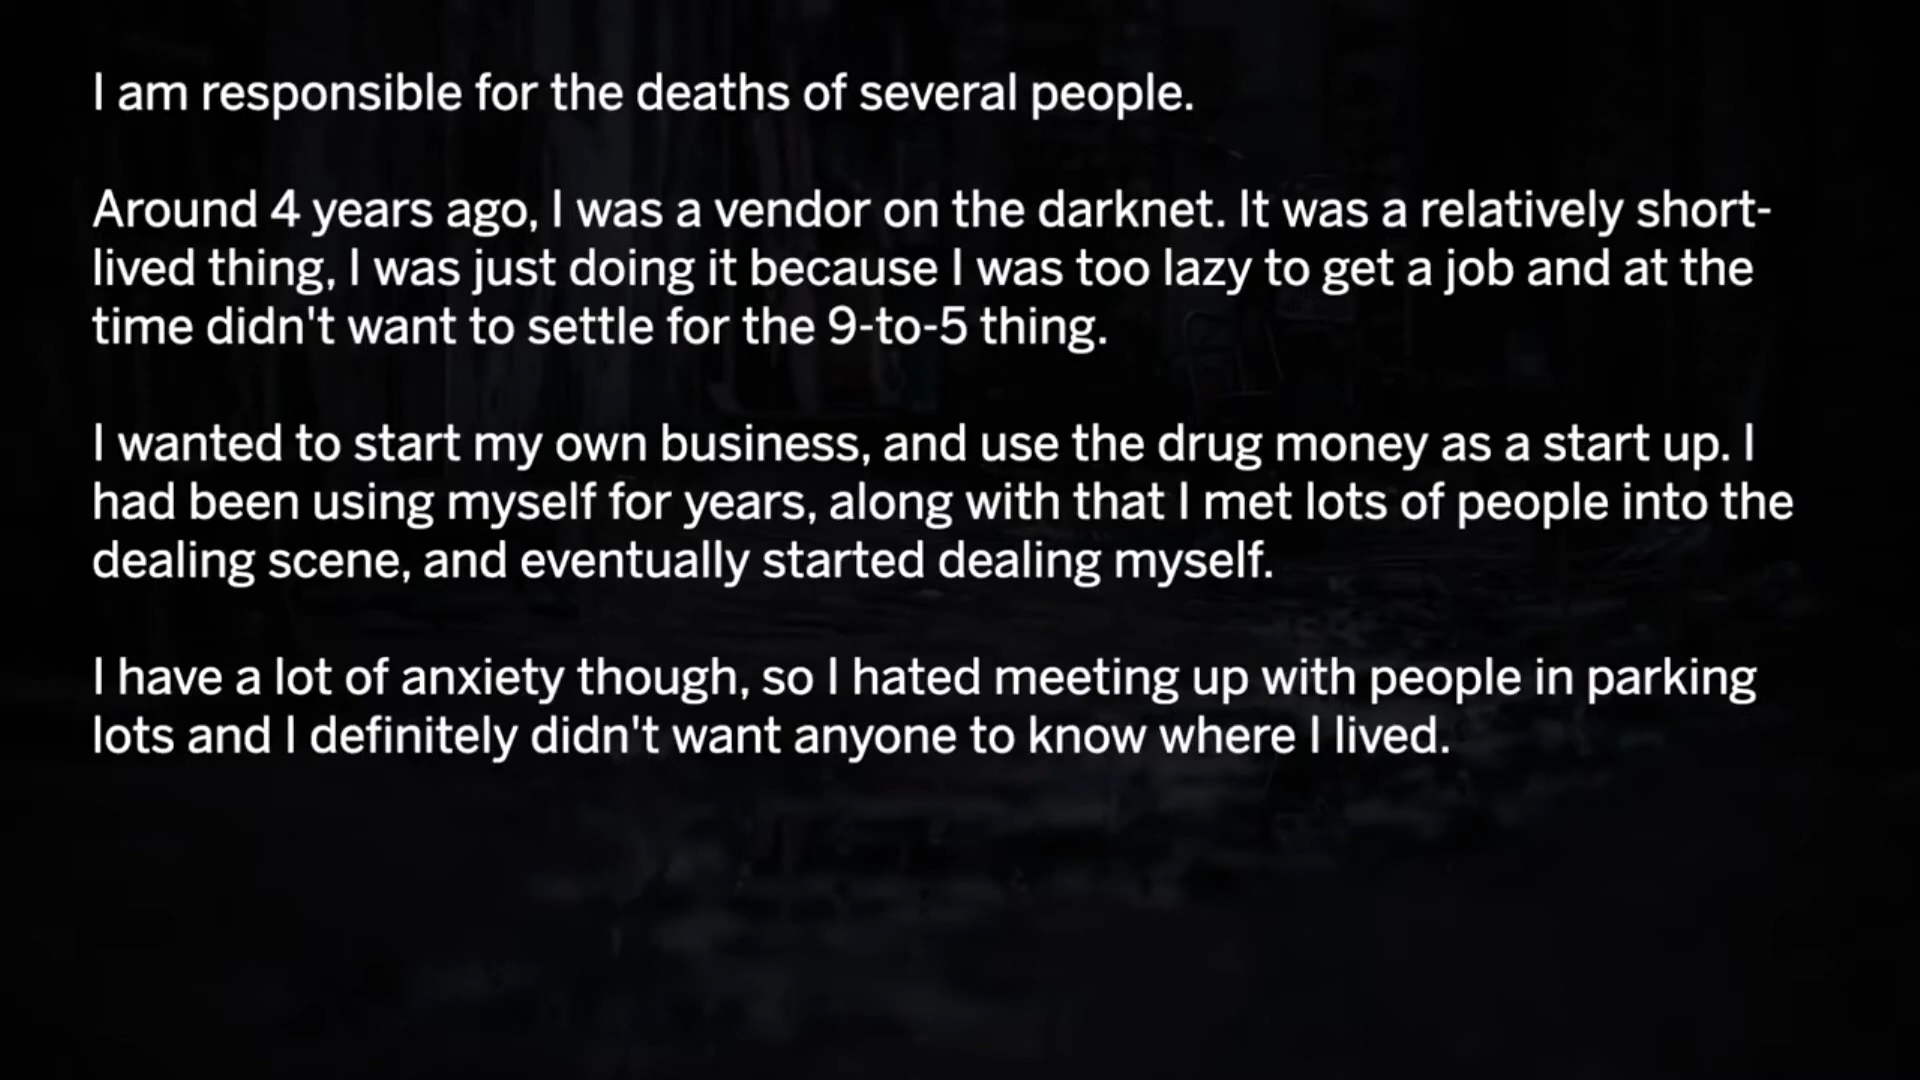 I am responsible for the deaths of several people.
Around 4 years ago, I was a vendor on the darknet. It was a relatively short-
lived thing, I was just doing it because I was too lazy to get a job and at the
time didn't want to settle for the 9-to-5 thing.
I wanted to start my own business, and use the drug money as a start up. I
had been using myself for years, along with that I met lots of people into the
dealing scene, and eventually started dealing myself.
I have a lot of anxiety though, so I hated meeting up with people in parking
lots and I definitely didn't want anyone to know where I lived.